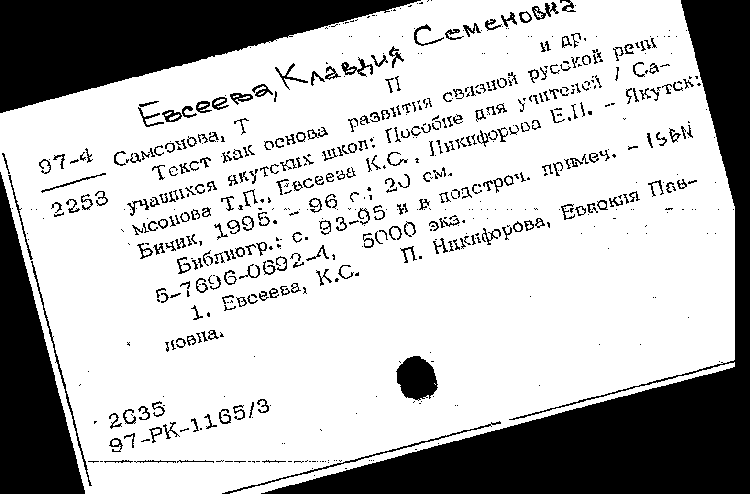 Евсеева, Клавдия Семеновна
97-4 Самсонова, Т П и др.
2253 Текст как основа развития связной русской речи
учащихся якутских школ: Пособие для учителей / Са-
мсонова Т.П., Евсеева К.С., Никифорова Е.П. - Якутск:
Бичик, 1995. - 96 с.; 20 см.
Библиогр.: с. 93-95 и в подстроч. примеч. - ISBN
5-7696-0692-4, 5000 экз.
1. Евсеева, К.С. П. Никифорова, Евдокия Пав-
ловна.
2635
97-РК-1165/3